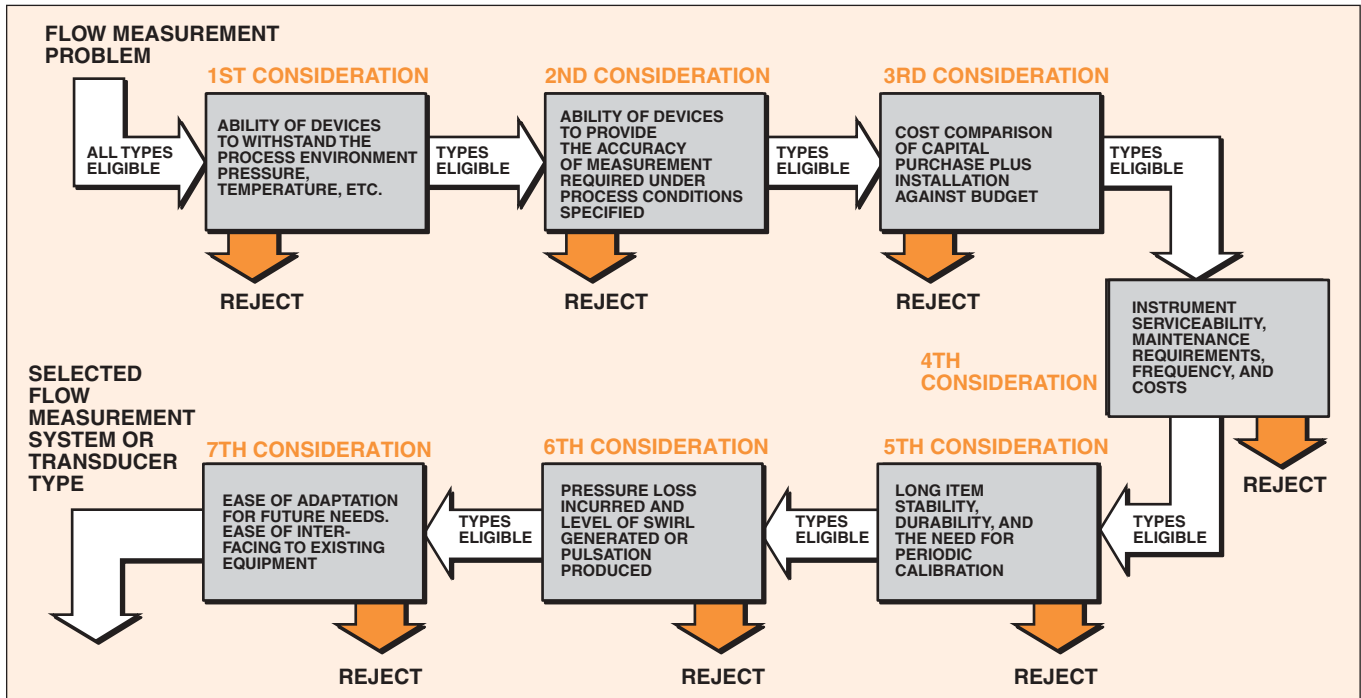 FLOW MEASUREMENT
PROBLEM
ALL TYPES
ELIGIBLE
1ST CONSIDERATION
ABILITY OF DEVICES
TO WITHSTAND THE
PROCESS ENVIRONMENT
PRESSURE,
TEMPERATURE, ETC.
REJECT
TYPES
ELIGIBLE
2ND CONSIDERATION
ABILITY OF DEVICES
TO PROVIDE
THE ACCURACY
OF MEASUREMENT
REQUIRED UNDER
PROCESS CONDITIONS
SPECIFIED
REJECT
TYPES
ELIGIBLE
3RD CONSIDERATION
COST COMPARISON
OF CAPITAL
PURCHASE PLUS
INSTALLATION
AGAINST BUDGET
REJECT
TYPES
ELIGIBLE
4TH
CONSIDERATION
INSTRUMENT
SERVICEABILITY,
MAINTENANCE
REQUIREMENTS,
FREQUENCY, AND
COSTS
REJECT
TYPES
ELIGIBLE
5TH CONSIDERATION
LONG ITEM
STABILITY,
DURABILITY, AND
THE NEED FOR
PERIODIC
CALIBRATION
REJECT
TYPES
ELIGIBLE
6TH CONSIDERATION
PRESSURE LOSS
INCURRED AND
LEVEL OF SWIRL
GENERATED OR
PULSATION
PRODUCED
REJECT
TYPES
ELIGIBLE
7TH CONSIDERATION
EASE OF ADAPTATION
FOR FUTURE NEEDS.
EASE OF INTER-
FACING TO EXISTING
EQUIPMENT
REJECT
SELECTED
FLOW
MEASUREMENT
SYSTEM OR
TRANSDUCER
TYPE